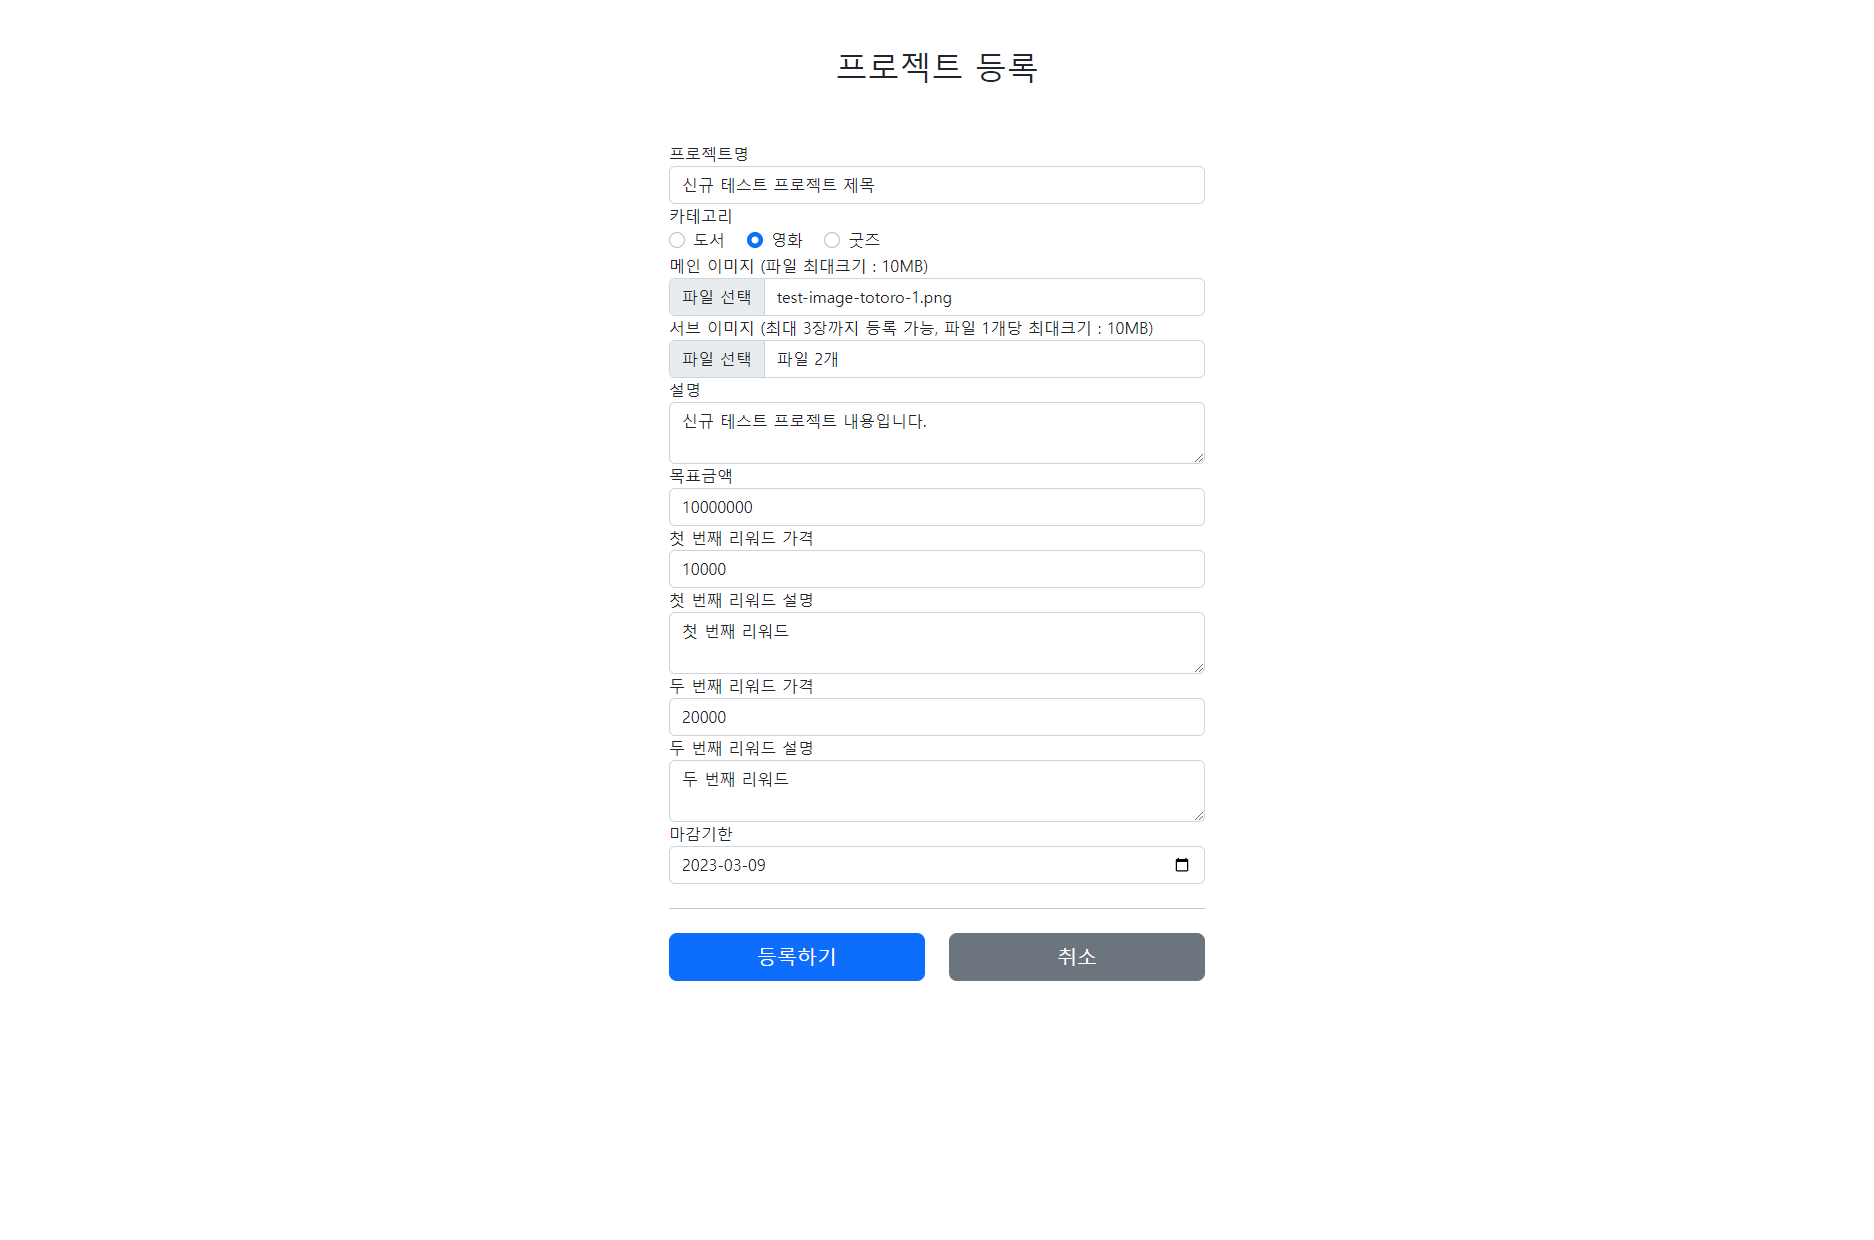 프로젝트 등록
프로젝트명
신규 테스트 프로젝트 제목
카테고리
도서 영화 굿즈
메인 이미지 (파일 최대크기 : 10MB)
파일 선택 test-image-totoro-1.png
서브 이미지 (최대 3장까지 등록 가능, 파일 1개당 최대크기 : 10MB)
파일 선택 파일 2개
설명
신규 테스트 프로젝트 내용입니다.
목표금액
10000000
첫 번째 리워드 가격
10000
첫 번째 리워드 설명
첫 번째 리워드
두 번째 리워드 가격
20000
두 번째 리워드 설명
두 번째 리워드
마감기한
2023-03-09
등록하기 취소